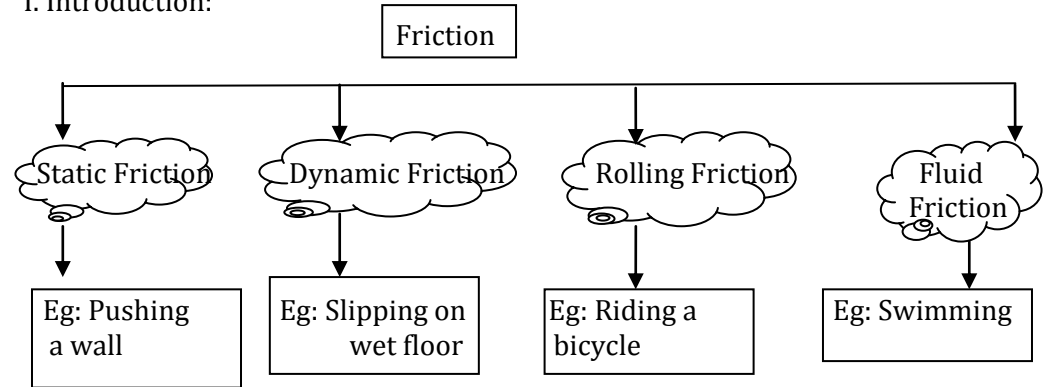 I. Introduction:
Friction
Static Friction
Dynamic Friction
Rolling Friction
Fluid
Friction
Eg: Pushing
a wall
Eg: Slipping on
wet floor
Eg: Riding a
bicycle
Eg: Swimming